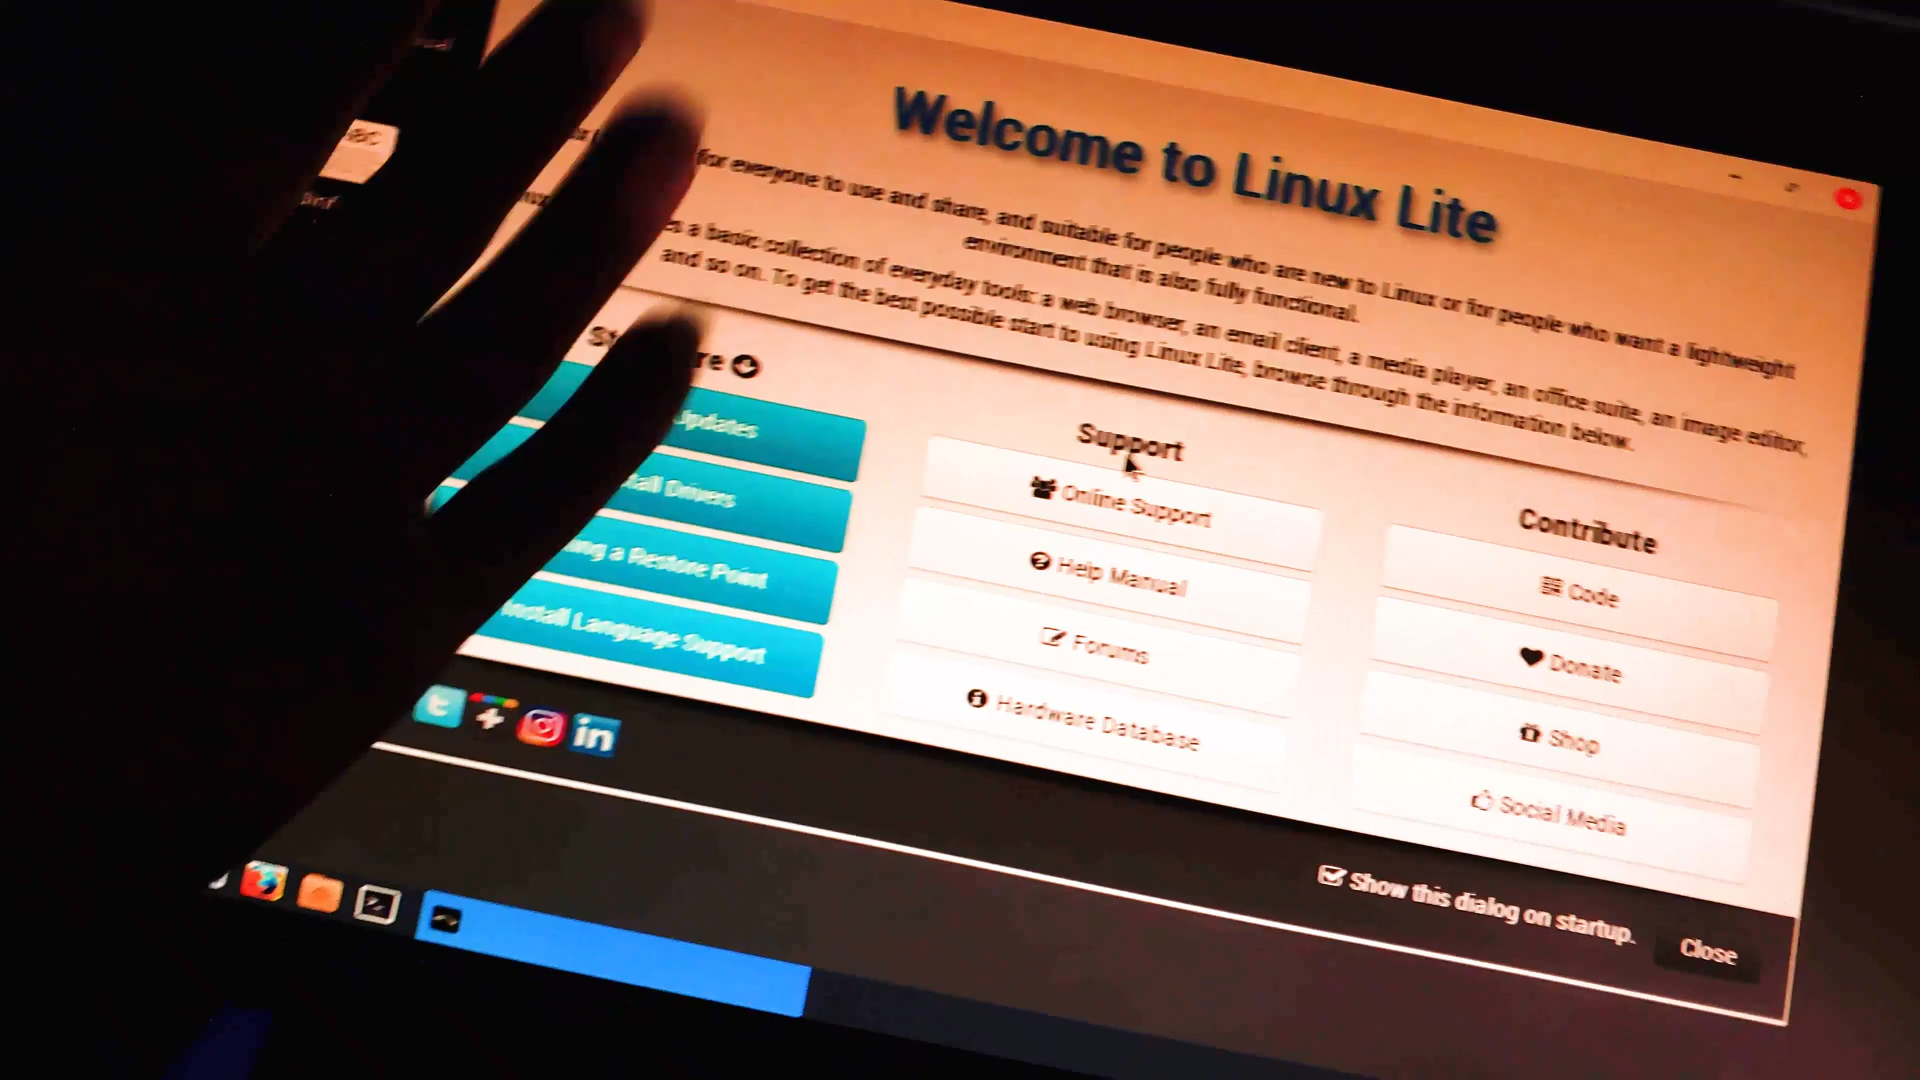 Welcome to Linux Lite
for everyone to use and share, and suitable for people who are new to Linux or for people who want a lightweight
environment that is also fully functional.
a basic collection of everyday tools: a web browser, an email client, a media player, an office suite, an image editor,
and so on. To get the best possible start to using Linux Lite, browse through the information below.
Updates
Drivers
a Restore Point
Install Language Support
Support
Online Support
Help Manual
Forums
Hardware Database
Contribute
Code
Donate
Shop
Social Media
in
Show this dialog on startup.
Close